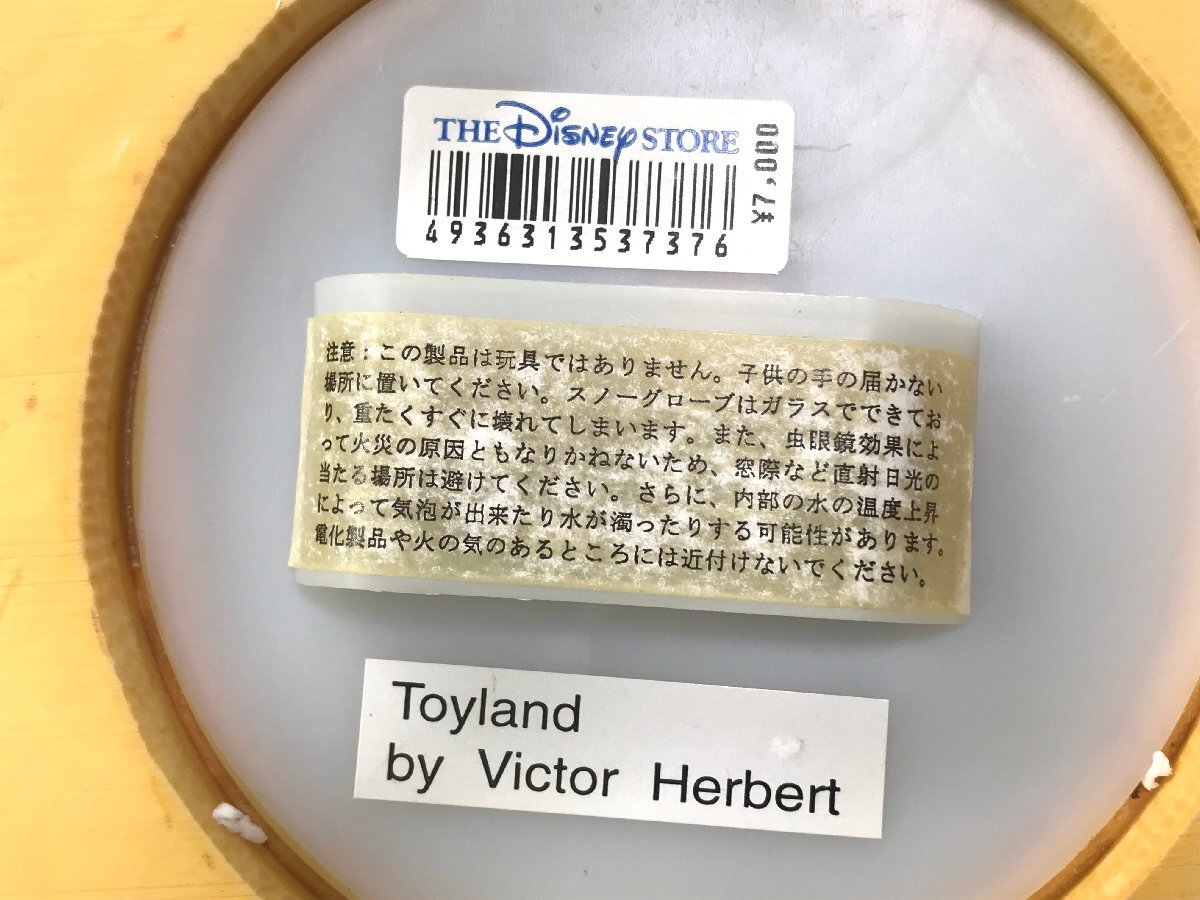 THE DISNEY STORE
¥7,000
4936313537376
注意：この製品は玩具ではありません。子供の手の届かない
場所に置いてください。スノーグローブはガラスでできてお
り、重たくすぐに壊れてしまいます。また、虫眼鏡効果によ
って火災の原因ともなりかねないため、窓際など直射日光の
当たる場所は避けてください。さらに、内部の水の温度上昇
によって気泡が出来たり水が濁ったりする可能性があります。
電化製品や火の気のあるところには近付けないでください。
Toyland
by Victor Herbert